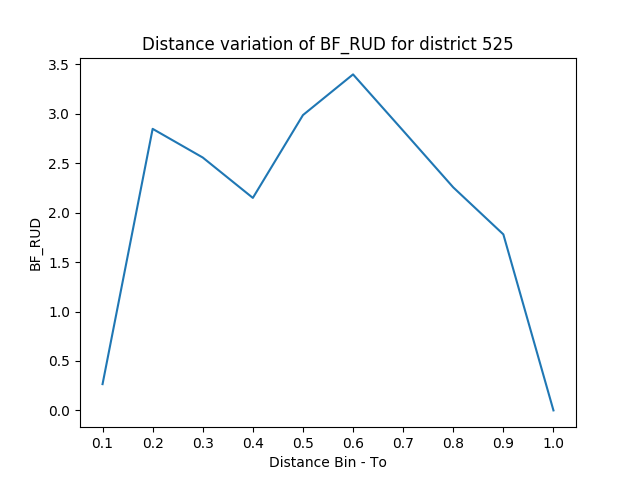 Distance variation of BF_RUD for district 525
3.5
3.0
2.5
2.0
1.5
1.0
0.5
0.0
BF_RUD
0.1 0.2 0.3 0.4 0.5 0.6 0.7 0.8 0.9 1.0
Distance Bin - To